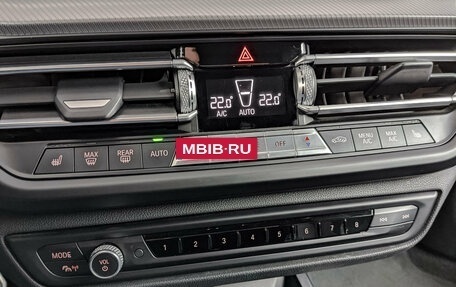 22.0° 22.0°
A/C AUTO
MAX REAR AUTO MBIB.RU OFF MENU A/C MAX A/C
MODE VOL 1 2 3 4 5 6 7 8